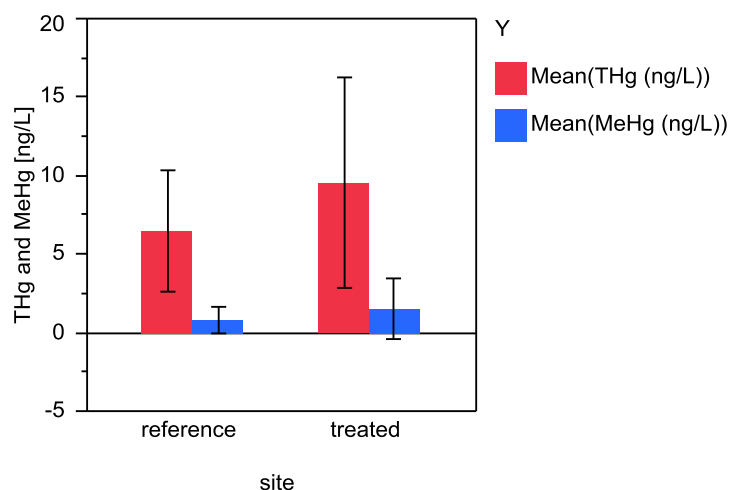 20
15
10
5
0
-5
THg and MeHg [ng/L]
reference
treated
site
Y
Mean(THg (ng/L))
Mean(MeHg (ng/L))